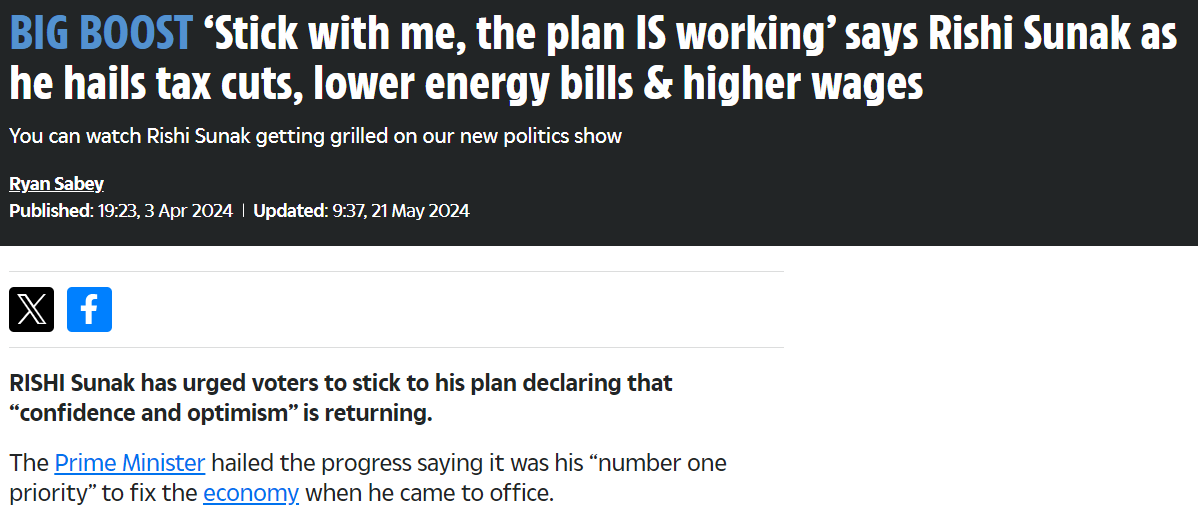 BIG BOOST ‘Stick with me, the plan IS working’ says Rishi Sunak as
he hails tax cuts, lower energy bills & higher wages
You can watch Rishi Sunak getting grilled on our new politics show
Ryan Sabey
Published: 19:23, 3 Apr 2024 | Updated: 9:37, 21 May 2024
RISHI Sunak has urged voters to stick to his plan declaring that
“confidence and optimism” is returning.
The Prime Minister hailed the progress saying it was his “number one
priority” to fix the economy when he came to office.